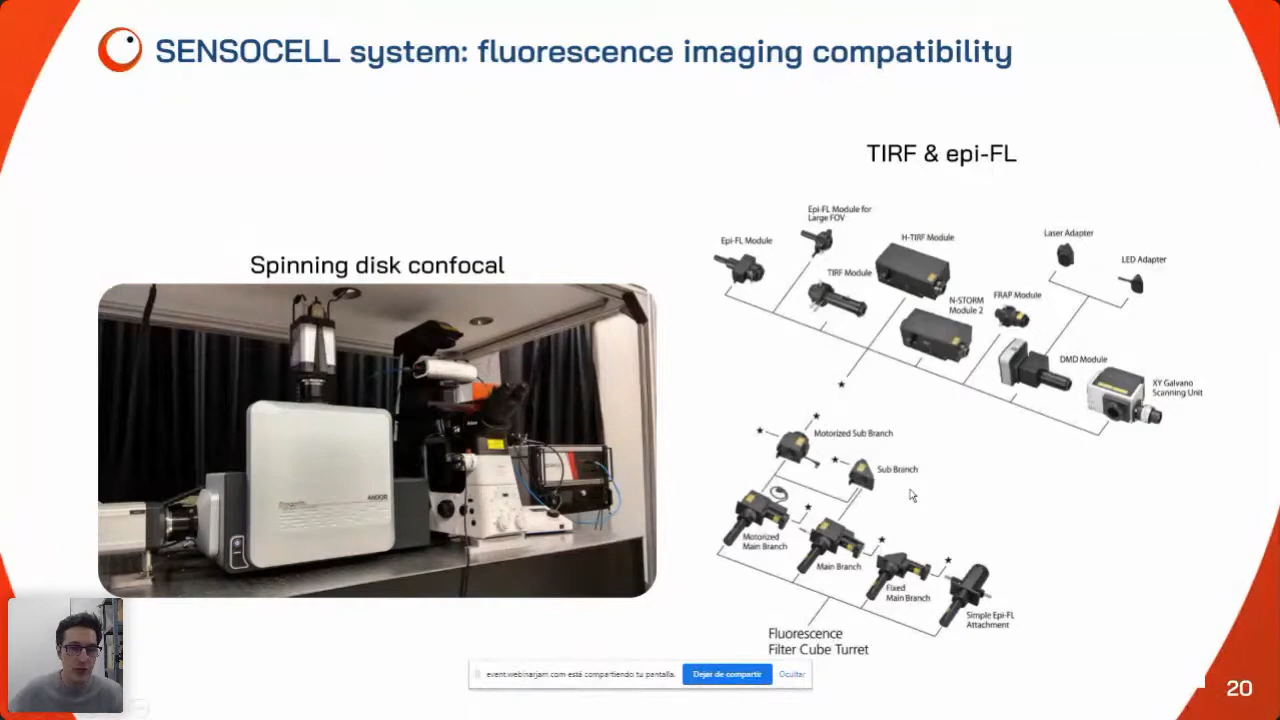 SENSOCELL system: fluorescence imaging compatibility
TIRF & epi-FL
Spinning disk confocal
ANDOR
Epi-FL Module
Epi-FL Module for
Large FOV
H-TIRF Module
TIRF Module
N-STORM
Module 2
FRAP Module
Laser Adapter
LED Adapter
DMD Module
XY Galvano
Scanning Unit
Motorized Sub Branch
Sub Branch
Motorized
Main Branch
Main Branch
Fixed
Main Branch
Simple Epi-FL
Attachment
Fluorescence
Filter Cube Turret
event.webinarjam.com está compartiendo tu pantalla.
Dejar de compartir
Ocultar
20